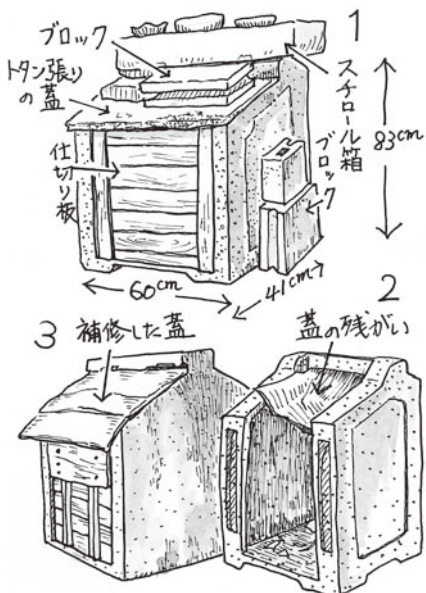 1
ブロック
トタン張り
の蓋
仕切り板
スチロール箱
ブロック
83cm
60cm
41cm
2
3 補修した蓋
蓋の残がい